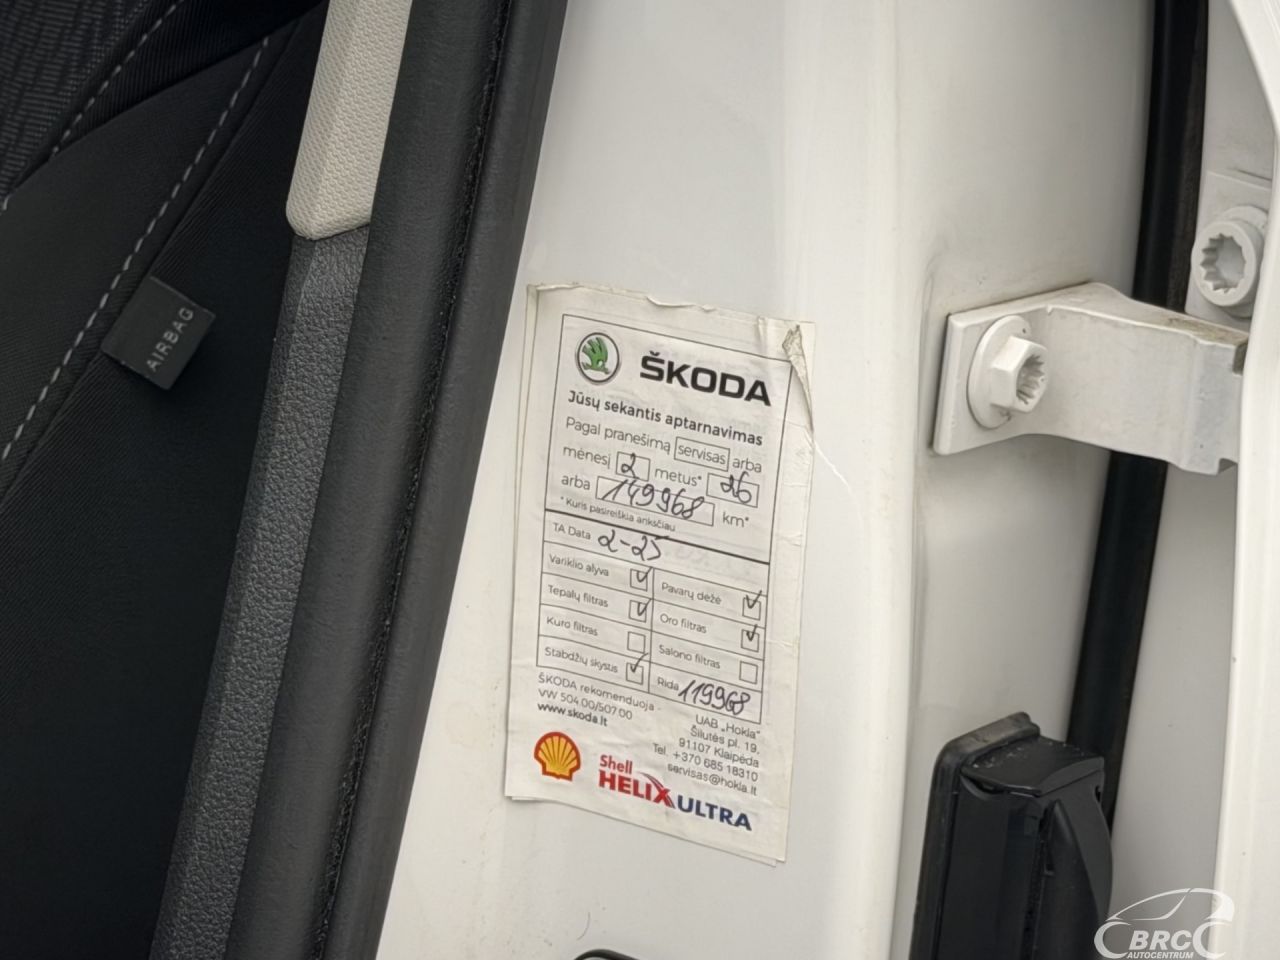 AIRBAG
ŠKODA
Jūsų sekantis aptarnavimas
Pagal pranešimą servisas arba
mėnesį 2 metus* 26
arba 149968 km*
*Kuris pasireiškia anksčiau
TA Data 2-25
Variklio alyva Pavarų dėžė
Tepalų filtras Oro filtras
Kuro filtras Salono filtras
Stabdžių skystis Rida 119968
ŠKODA rekomenduoja -
VW 504.00/507.00
www.skoda.lt
UAB „Hokla"
Šilutės pl. 19,
91107 Klaipėda
Tel. +370 685 18310
servisas@hokla.lt
Shell
HELIX ULTRA
BRC
AUTOCENTRUM